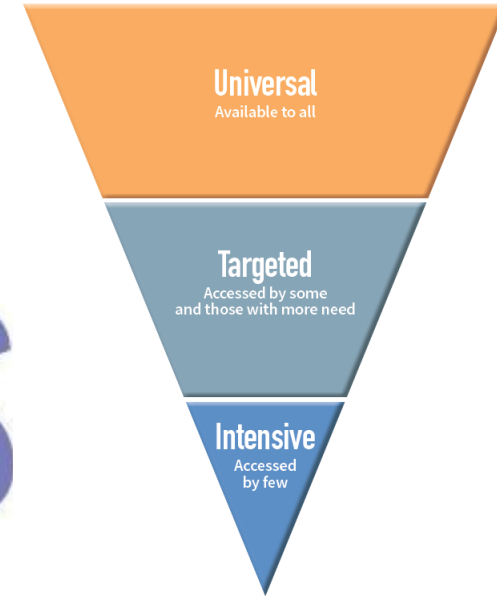 Universal
Available to all
Targeted
Accessed by some
and those with more need
Intensive
Accessed
by few